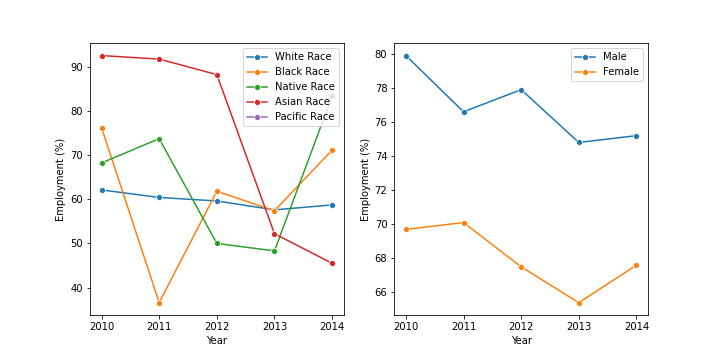 White Race
Black Race
Native Race
Asian Race
Pacific Race
90
80
70
60
50
40
Employment (%)
2010 2011 2012 2013 2014
Year
Male
Female
80
78
76
74
72
70
68
66
Employment (%)
2010 2011 2012 2013 2014
Year